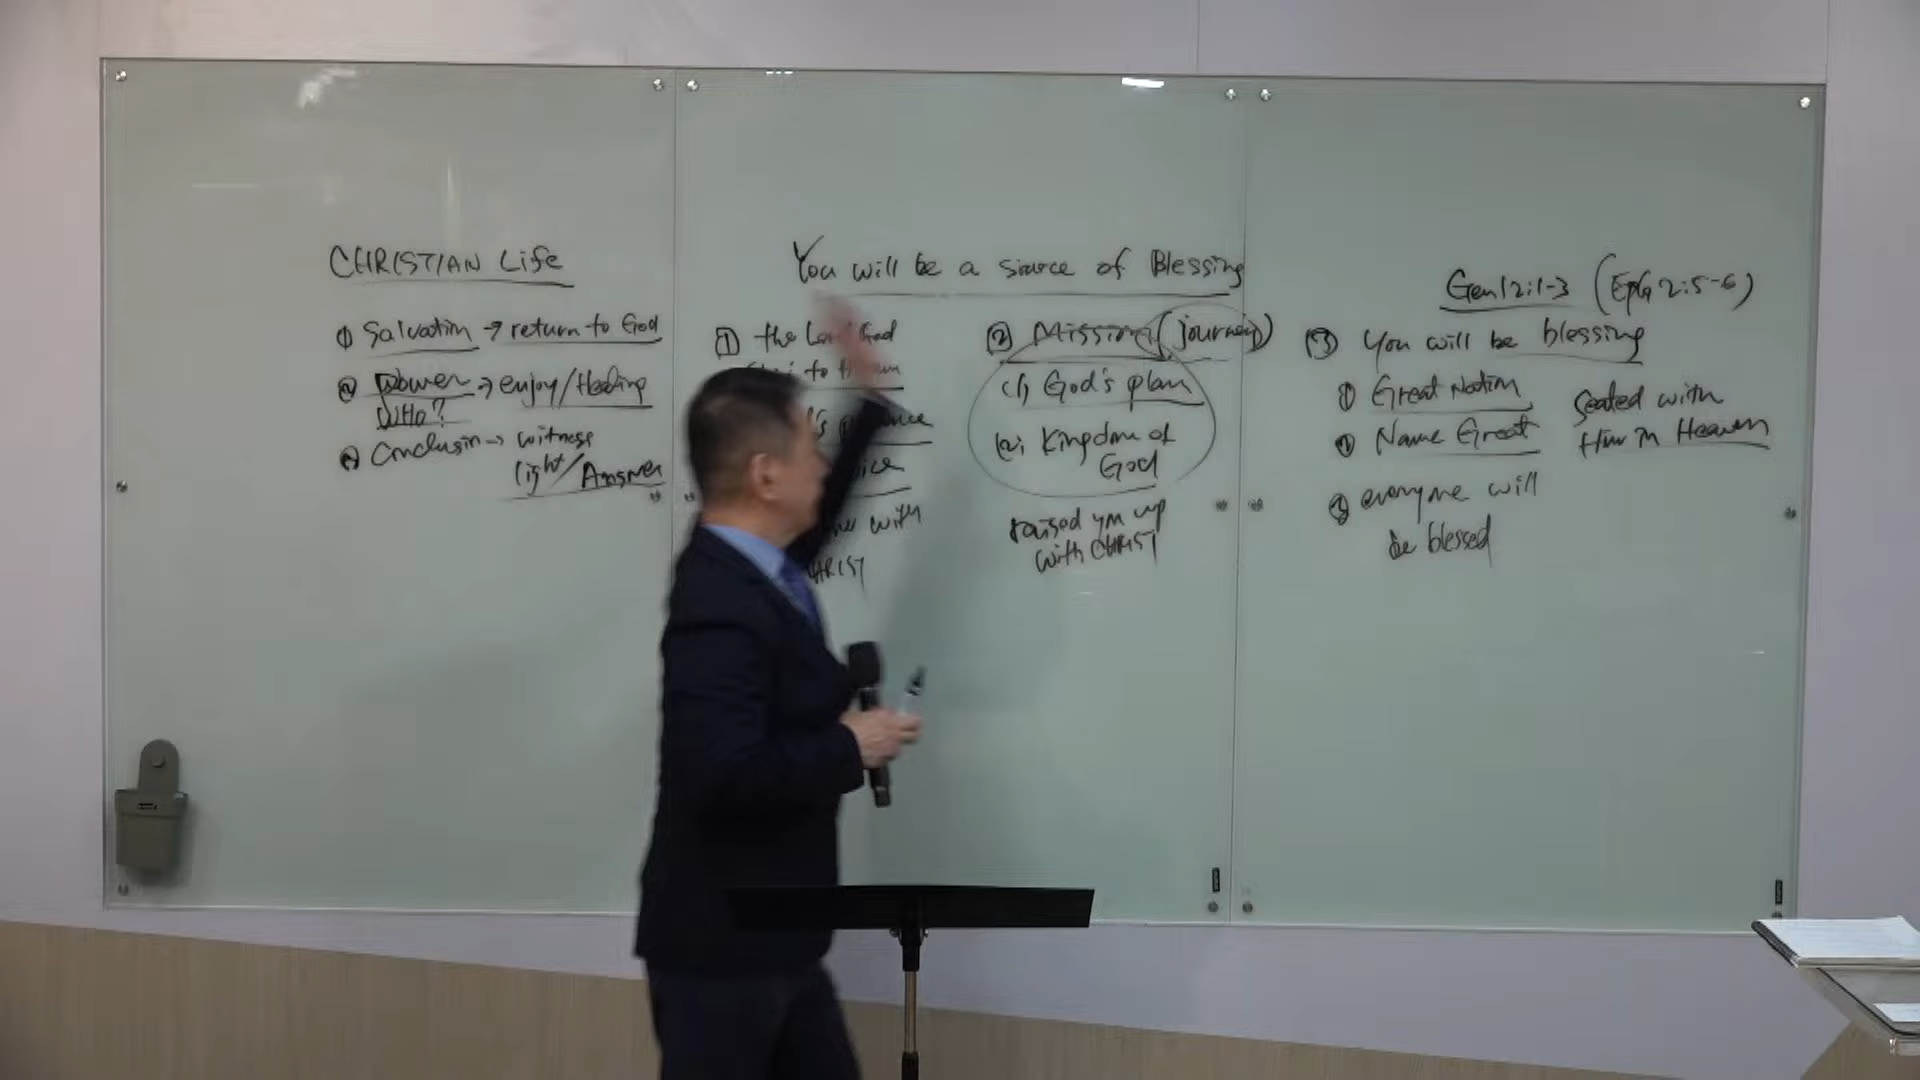 CHRISTIAN Life
① Salvation → return to God
② Power → enjoy/Healing
Who?
③ Conclusion → witness
light/Answer
You will be a source of Blessing
① the Lord God
to
with
② Mission (journey)
(1) God's plan
(2) Kingdom of
God
raised you up
with CHRIST
Gen 12:1-3 (Eph 2:5-6)
③ You will be blessing
① Great Nation
② Name Great
③ everyone will
be blessed
Seated with
Him in Heaven